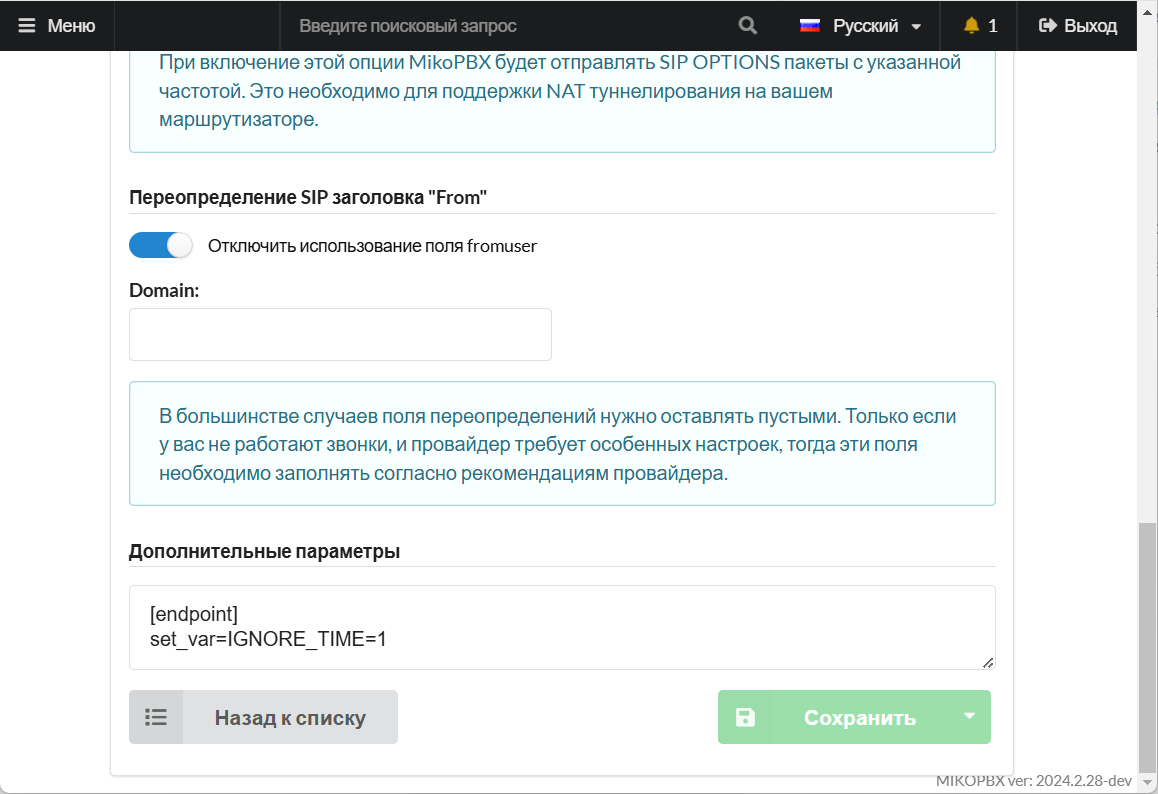 Меню
Введите поисковый запрос
Русский
1
Выход
При включение этой опции MikoPBX будет отправлять SIP OPTIONS пакеты с указанной
частотой. Это необходимо для поддержки NAT туннелирования на вашем
маршрутизаторе.
Переопределение SIP заголовка "From"
Отключить использование поля fromuser
Domain:
В большинстве случаев поля переопределений нужно оставлять пустыми. Только если
у вас не работают звонки, и провайдер требует особенных настроек, тогда эти поля
необходимо заполнять согласно рекомендациям провайдера.
Дополнительные параметры
[endpoint]
set_var=IGNORE_TIME=1
Назад к списку
Сохранить
MIKOPBX ver: 2024.2.28-dev